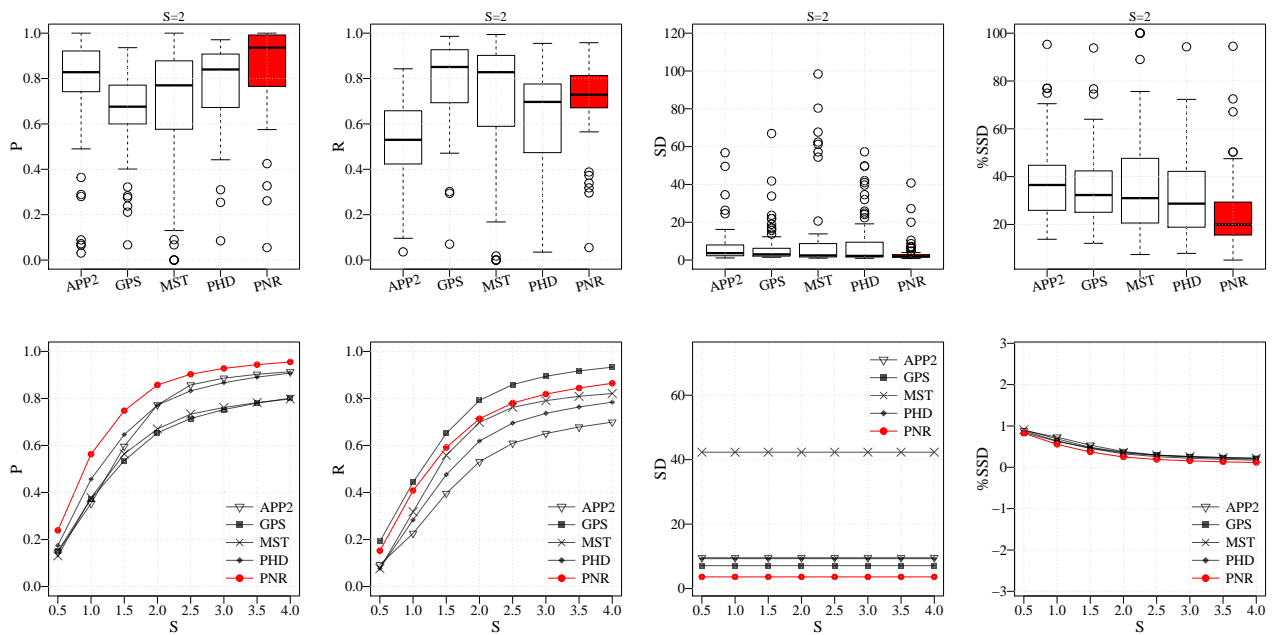 S=2
1.0
0.8
0.6
0.4
0.2
0.0
P
APP2 GPS MST PHD PNR
S=2
1.0
0.8
0.6
0.4
0.2
0.0
R
APP2 GPS MST PHD PNR
S=2
120
100
80
60
40
20
0
SD
APP2 GPS MST PHD PNR
S=2
100
80
60
40
20
%SSD
APP2 GPS MST PHD PNR
1.0
0.8
0.6
0.4
0.2
0.0
P
APP2
GPS
MST
PHD
PNR
0.5 1.0 1.5 2.0 2.5 3.0 3.5 4.0
S
1.0
0.8
0.6
0.4
0.2
0.0
R
APP2
GPS
MST
PHD
PNR
0.5 1.0 1.5 2.0 2.5 3.0 3.5 4.0
S
60
40
20
0
SD
APP2
GPS
MST
PHD
PNR
0.5 1.0 1.5 2.0 2.5 3.0 3.5 4.0
S
3
2
1
0
−1
−2
−3
%SSD
APP2
GPS
MST
PHD
PNR
0.5 1.0 1.5 2.0 2.5 3.0 3.5 4.0
S